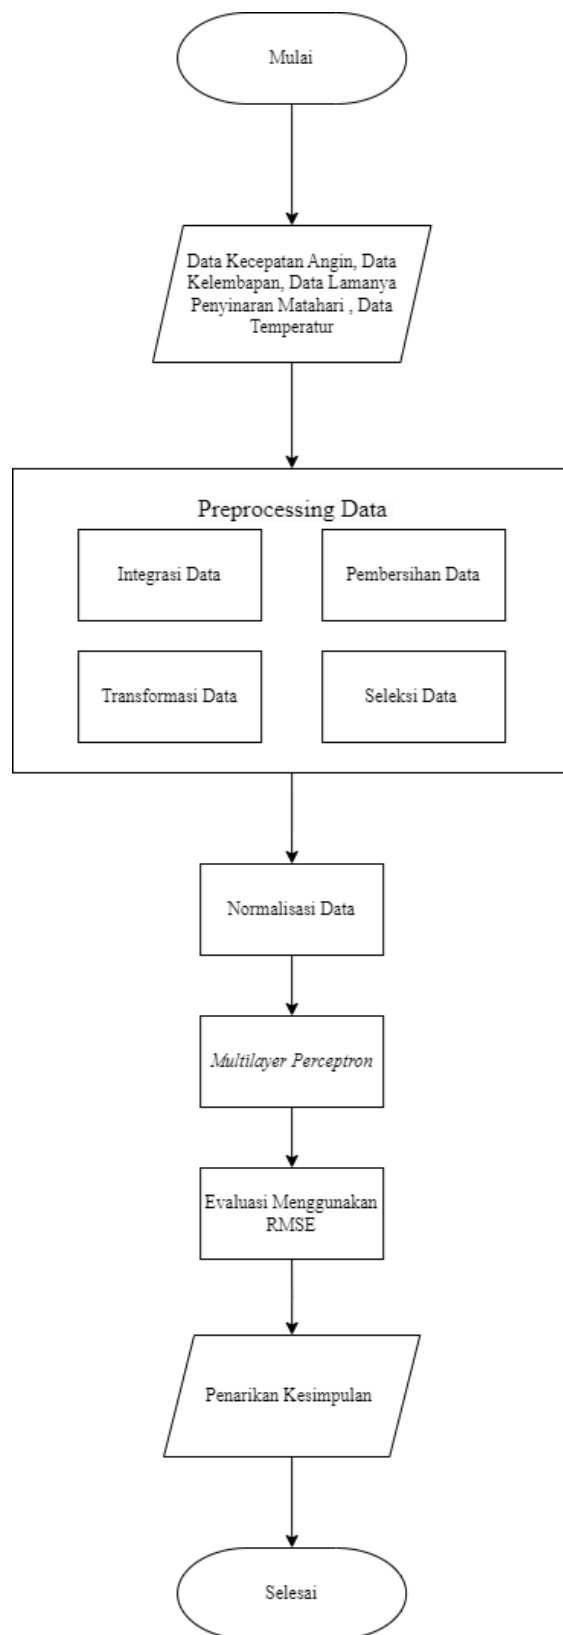 Mulai
Data Kecepatan Angin, Data
Kelembapan, Data Lamanya
Penyinaran Matahari , Data
Temperatur
Preprocessing Data
Integrasi Data
Pembersihan Data
Transformasi Data
Seleksi Data
Normalisasi Data
Multilayer Perceptron
Evaluasi Menggunakan
RMSE
Penarikan Kesimpulan
Selesai